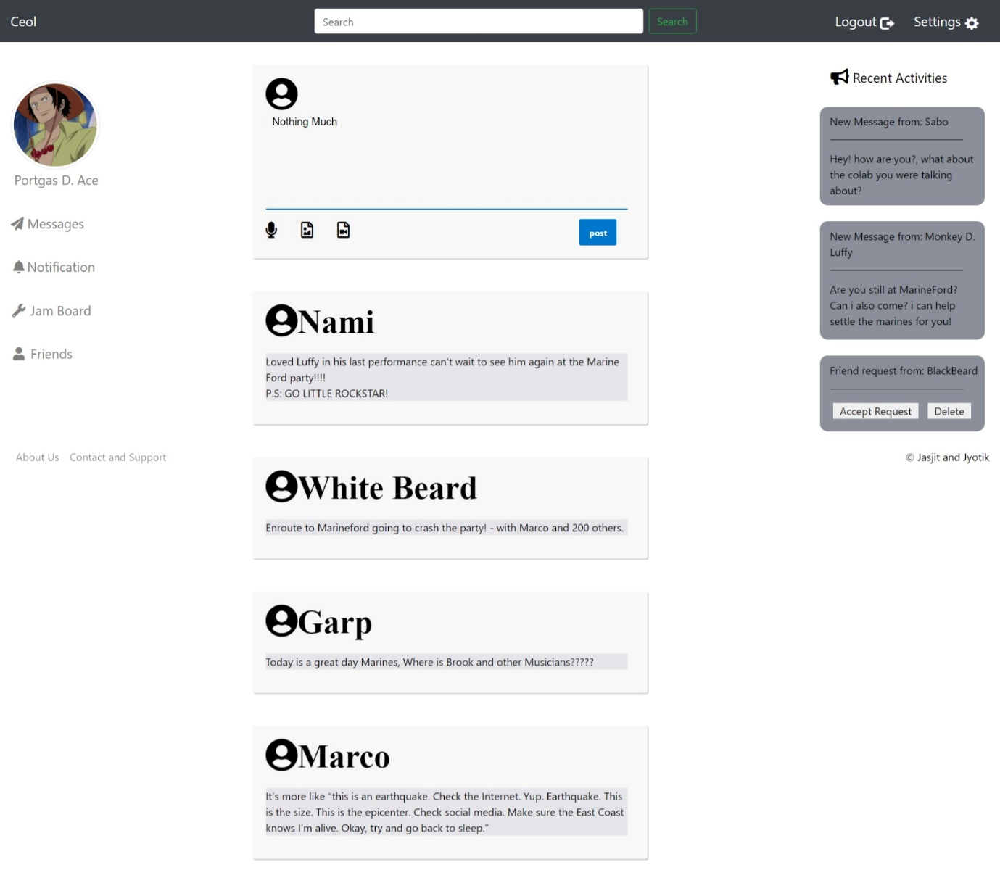 Ceol
Search
Search
Logout
Settings
Portgas D. Ace
Messages
Notification
Jam Board
Friends
About Us
Contact and Support
Nothing Much
post
Nami
Loved Luffy in his last performance can't wait to see him again at the Marine
Ford party!!!!
P.S: GO LITTLE ROCKSTAR!
White Beard
Enroute to Marineford going to crash the party! - with Marco and 200 others.
Garp
Today is a great day Marines, Where is Brook and other Musicians?????
Marco
It's more like "this is an earthquake. Check the Internet. Yup. Earthquake. This
is the size. This is the epicenter. Check social media. Make sure the East Coast
knows I'm alive. Okay, try and go back to sleep."
Recent Activities
New Message from: Sabo
Hey! how are you?, what about
the colab you were talking
about?
New Message from: Monkey D.
Luffy
Are you still at MarineFord?
Can i also come? i can help
settle the marines for you!
Friend request from: BlackBeard
Accept Request
Delete
© Jasjit and Jyotik